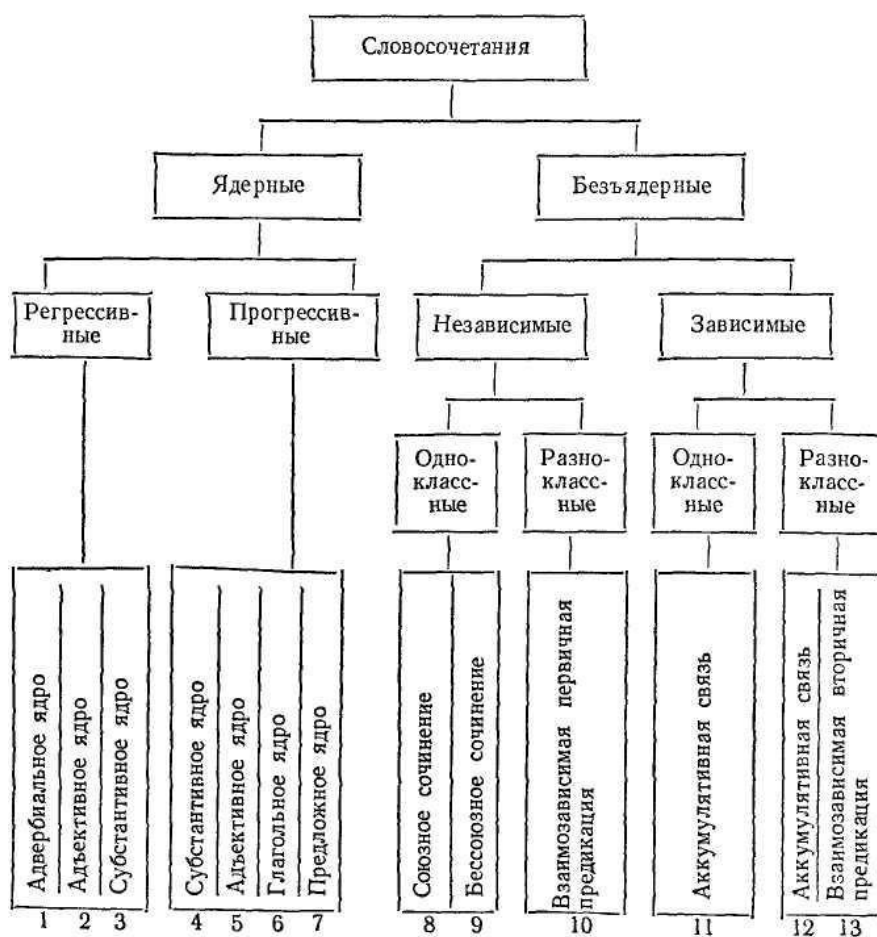 Словосочетания
Ядерные
Безъядерные
Регрессив-
ные
Прогрессив-
ные
Независимые
Зависимые
Одно-
класс-
ные
Разно-
класс-
ные
Одно-
класс-
ные
Разно-
класс-
ные
Адвербиальное ядро
Адъективное ядро
Субстантивное ядро
Субстантивное ядро
Адъективное ядро
Глагольное ядро
Предложное ядро
Союзное сочинение
Бессоюзное сочинение
Взаимозависимая первичная
предикация
Аккумулятивная связь
Аккумулятивная связь
Взаимозависимая вторичная
предикация
1 2 3 4 5 6 7 8 9 10 11 12 13